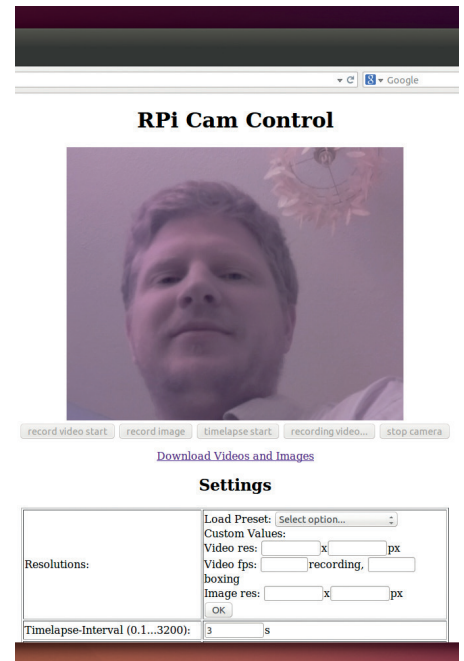 Google
RPi Cam Control
record video start record image timelapse start recording video... stop camera
Download Videos and Images
Settings
Resolutions:
Load Preset: Select option...
Custom Values:
Video res: x px
Video fps: recording,
boxing
Image res: x px
OK
Timelapse-Interval (0.1...3200): 3 s